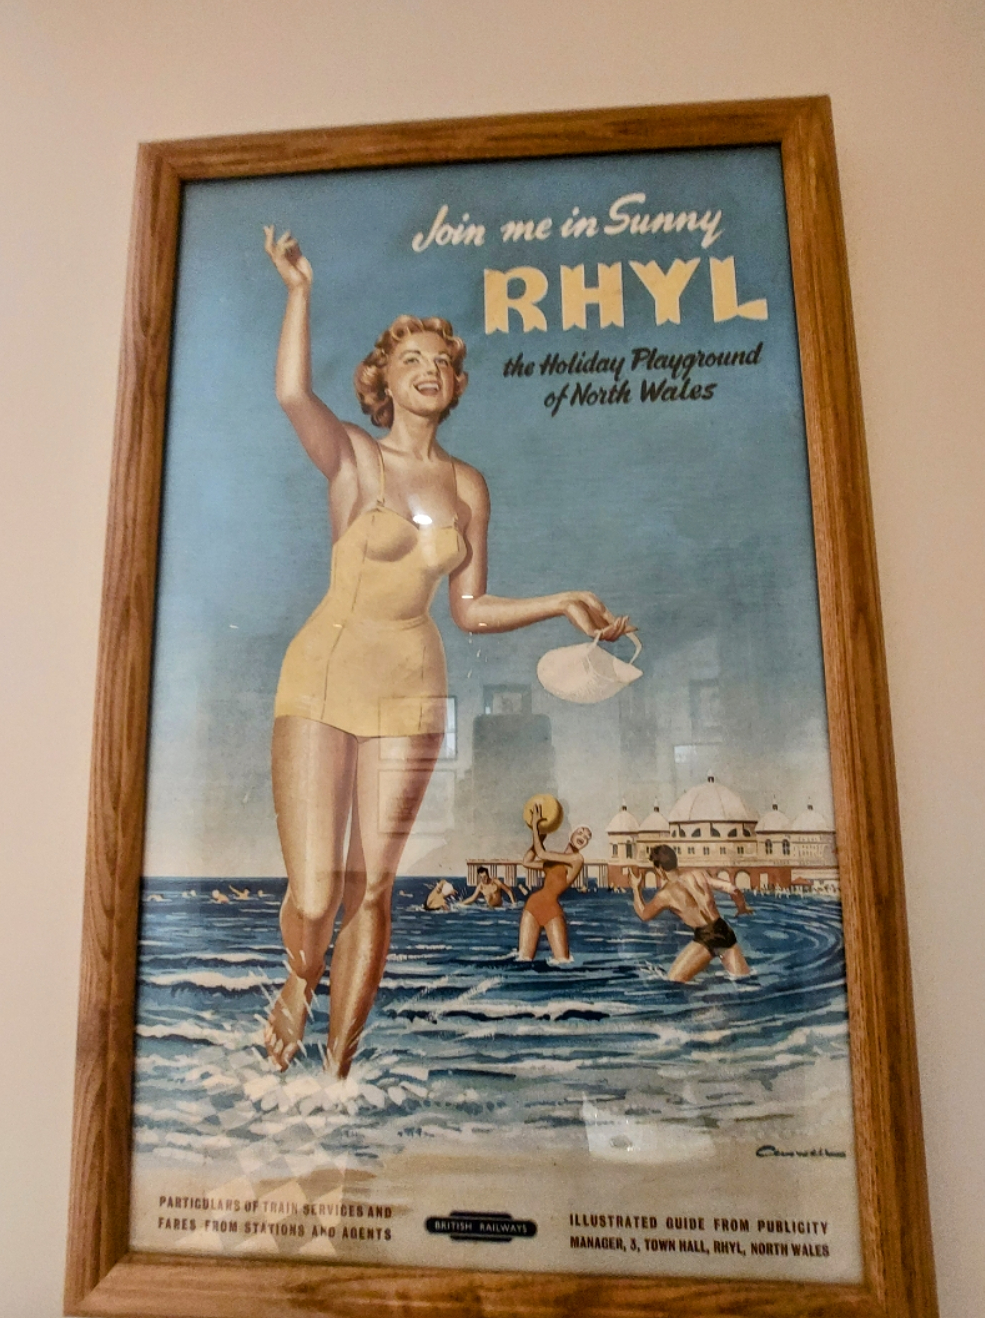 Join me in Sunny
RHYL
the Holiday Playground
of North Wales
PARTICULARS OF TRAIN SERVICES AND
FARES FROM STATIONS AND AGENTS
BRITISH RAILWAYS
ILLUSTRATED GUIDE FROM PUBLICITY
MANAGER, 3, TOWN HALL, RHYL, NORTH WALES